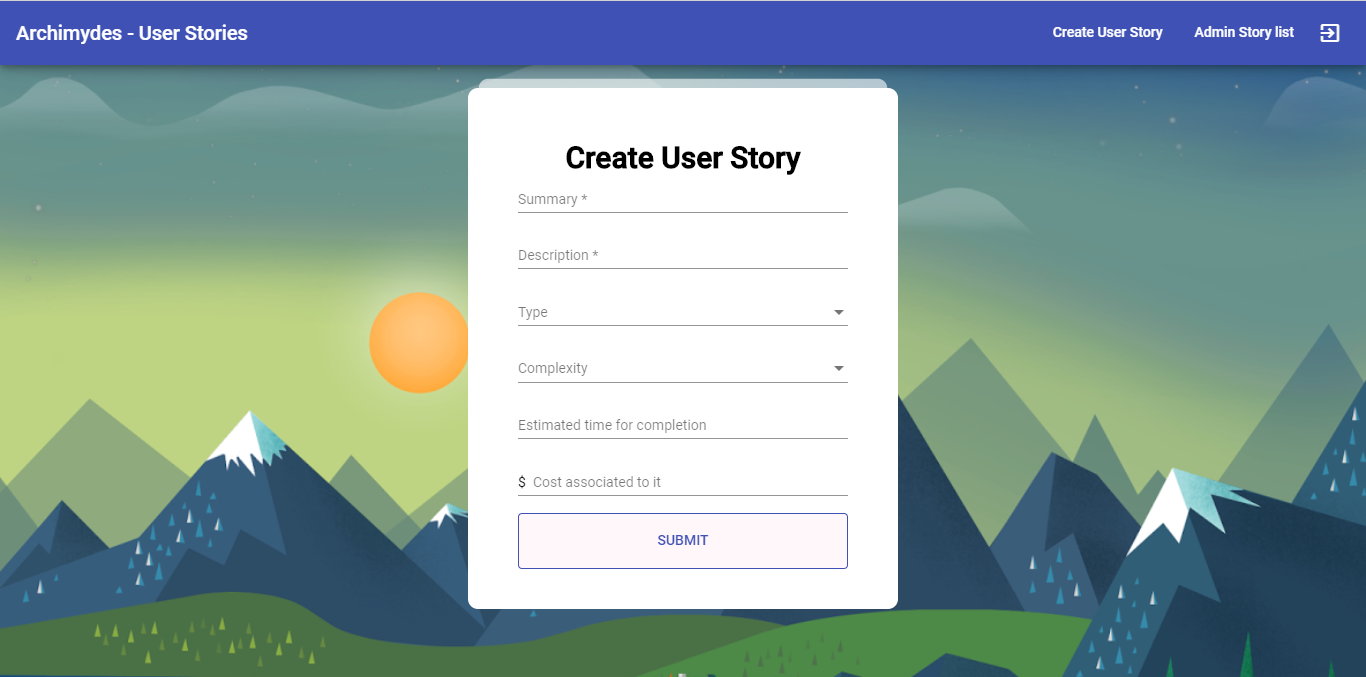 Archimydes - User Stories
Create User Story
Admin Story list
Create User Story
Summary *
Description *
Type
Complexity
Estimated time for completion
$ Cost associated to it
SUBMIT